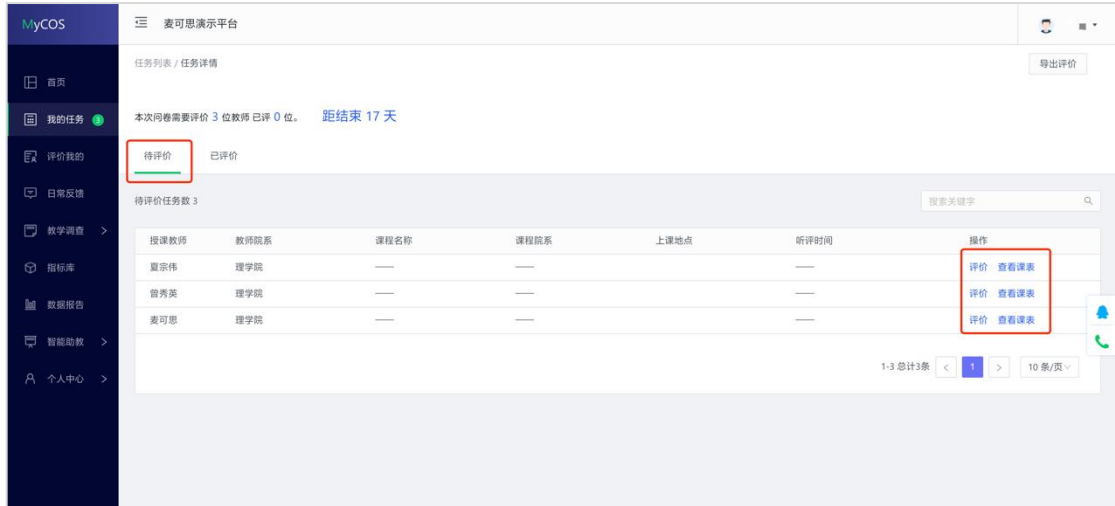 MyCOS
麦可思演示平台
任务列表 / 任务详情
导出评价
首页
我的任务 3
评价我的
日常反馈
教学调查
指标库
数据报告
智能助教
个人中心
本次问卷需要评价 3 位教师 已评 0 位。 距结束 17 天
待评价 已评价
待评价任务数 3
搜索关键字
授课教师 教师院系 课程名称 课程院系 上课地点 听评时间 操作
夏宗伟 理学院 —— —— —— 评价 查看课表
曾秀英 理学院 —— —— —— 评价 查看课表
麦可思 理学院 —— —— —— 评价 查看课表
1-3 总计3条 < 1 > 10 条/页